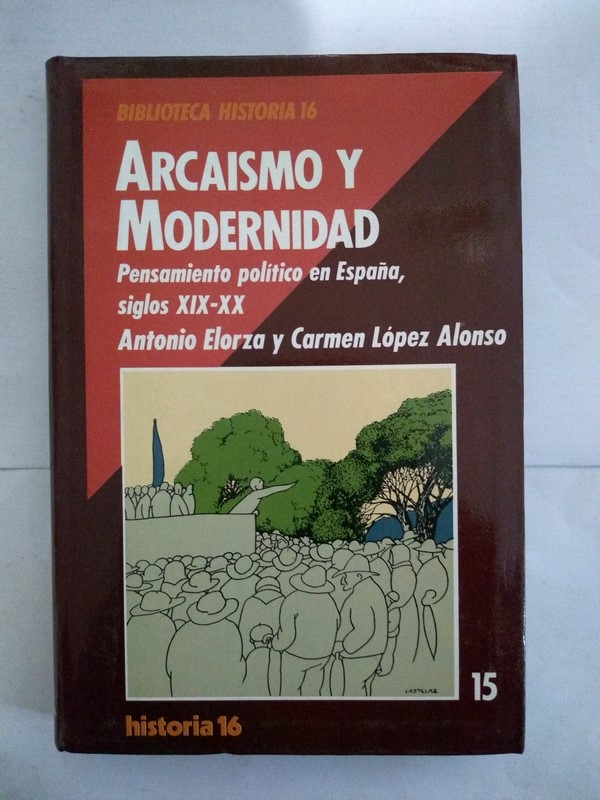 BIBLIOTECA HISTORIA 16
ARCAISMO Y
MODERNIDAD
Pensamiento político en España,
siglos XIX-XX
Antonio Elorza y Carmen López Alonso
CASTELAR
15
historia 16